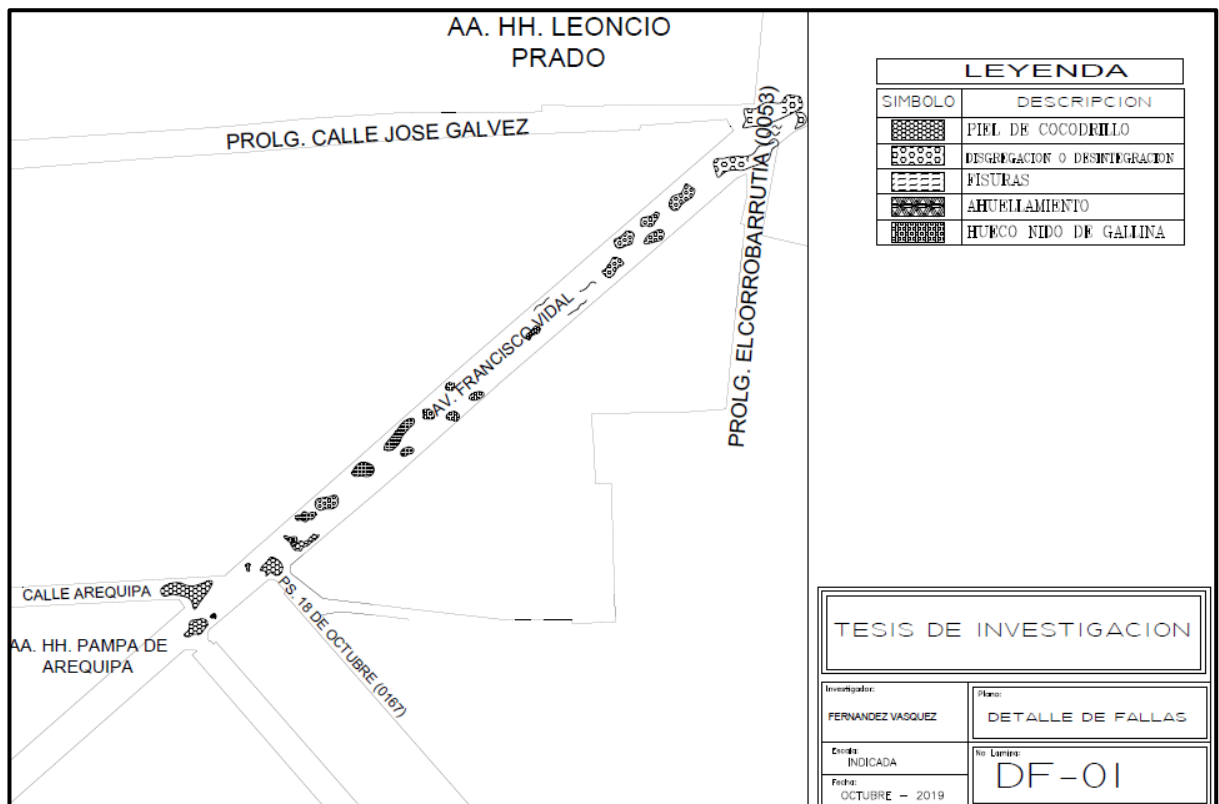 AA. HH. LEONCIO
PRADO
PROLG. CALLE JOSE GALVEZ
PROLG. ELCORROBARRUTIA (0053)
AV. FRANCISCO VIDAL
CALLE AREQUIPA
PS. 18 DE OCTUBRE (0167)
AA. HH. PAMPA DE
AREQUIPA
LEYENDA
SIMBOLO DESCRIPCION
PIEL DE COCODRILLO
DISGREGACION O DESINTEGRACION
FISURAS
AHUELLAMIENTO
HUECO NIDO DE GALLINA
TESIS DE INVESTIGACION
Investigador:
FERNANDEZ VASQUEZ
Plano:
DETALLE DE FALLAS
Escala:
INDICADA
Fecha:
OCTUBRE - 2019
No Lamina:
DF-01